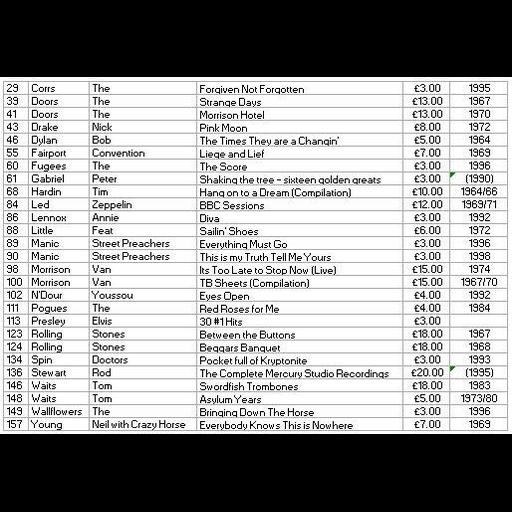 29 Corrs The Forgiven Not Forgotten £3.00 1995
39 Doors The Strange Days £13.00 1967
41 Doors The Morrison Hotel £13.00 1970
43 Drake Nick Pink Moon £8.00 1972
46 Dylan Bob The Times They are a Changin' £5.00 1964
55 Fairport Convention Liege and Lief £7.00 1969
60 Fugees The The Score £3.00 1996
61 Gabriel Peter Shaking the tree - sixteen golden greats £3.00 (1990)
68 Hardin Tim Hang on to a Dream (Compilation) £10.00 1964/66
84 Led Zeppelin BBC Sessions £12.00 1969/71
86 Lennox Annie Diva £3.00 1992
88 Little Feat Sailin' Shoes £6.00 1972
89 Manic Street Preachers Everything Must Go £3.00 1996
90 Manic Street Preachers This is my Truth Tell Me Yours £3.00 1998
98 Morrison Van Its Too Late to Stop Now (Live) £15.00 1974
100 Morrison Van TB Sheets (Compilation) £15.00 1967/70
102 N'Dour Youssou Eyes Open £4.00 1992
111 Pogues The Red Roses for Me £4.00 1984
113 Presley Elvis 30 #1 Hits £3.00
123 Rolling Stones Between the Buttons £18.00 1967
124 Rolling Stones Beggars Banquet £18.00 1968
134 Spin Doctors Pocket full of Kryptonite £3.00 1993
136 Stewart Rod The Complete Mercury Studio Recordings £20.00 (1995)
146 Waits Tom Swordfish Trombones £18.00 1983
148 Waits Tom Asylum Years £5.00 1973/80
149 Wallflowers The Bringing Down The Horse £3.00 1996
157 Young Neil with Crazy Horse Everybody Knows This is Nowhere £7.00 1969